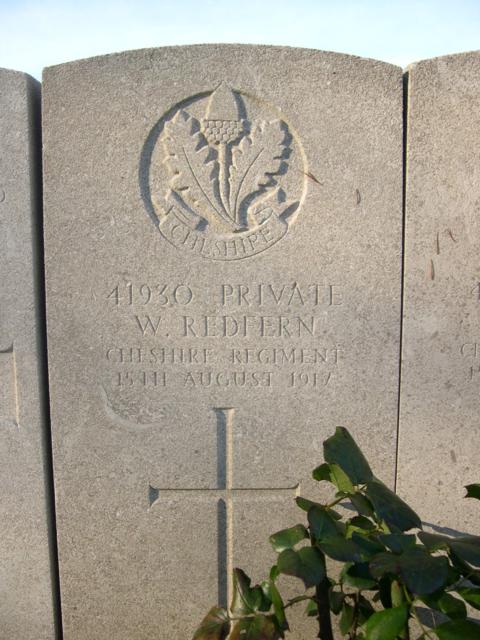 CHESHIRE
41930 PRIVATE
W. REDFERN
CHESHIRE REGIMENT
15TH AUGUST 1917